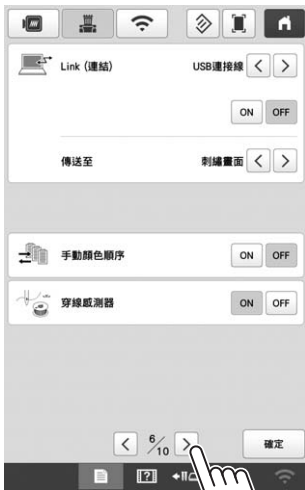 Link (連結) USB連接線
ON OFF
傳送至 刺繡畫面
手動顏色順序 ON OFF
穿線感測器 ON OFF
6/10 確定